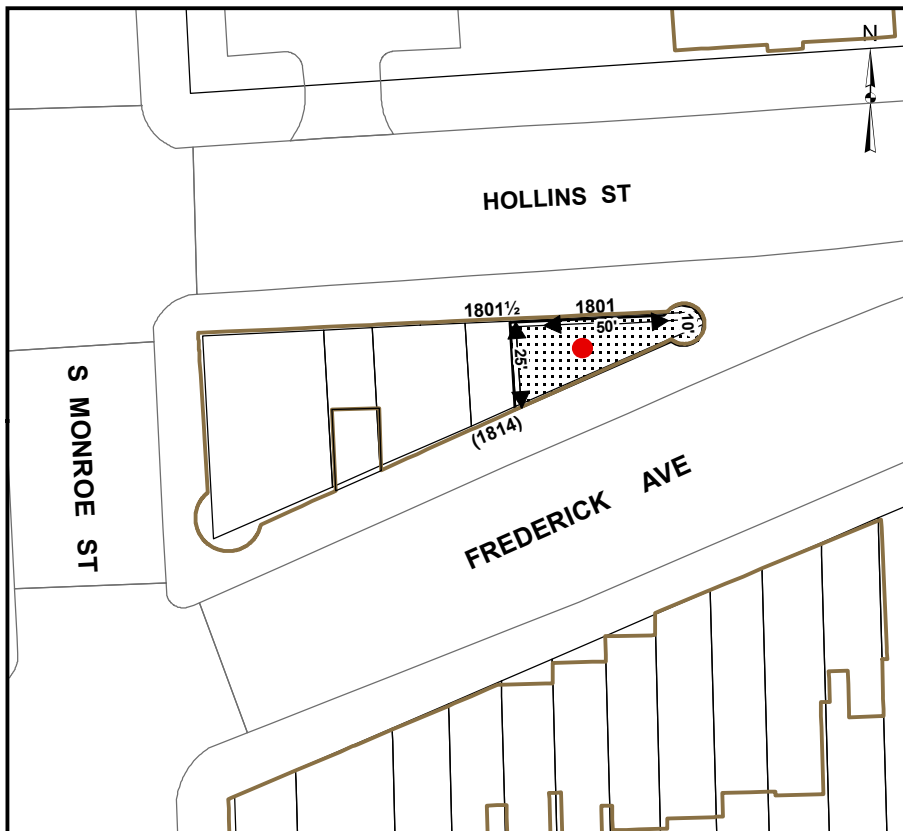 N
HOLLINS ST
1801½ 1801
50'
10'
25'
(1814)
S MONROE ST
FREDERICK AVE